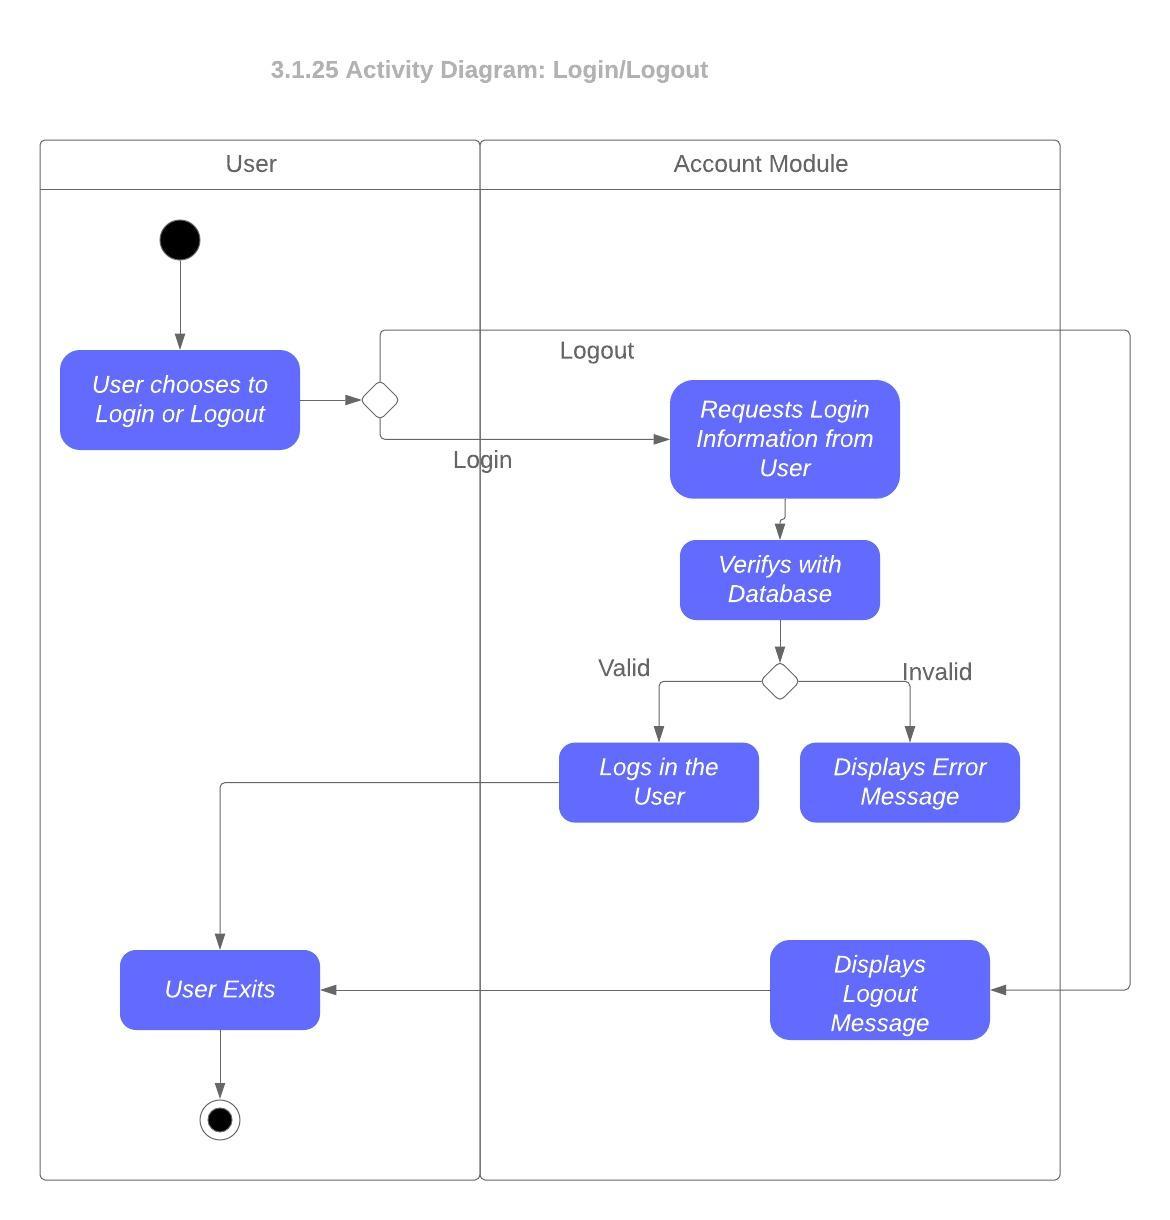 3.1.25 Activity Diagram: Login/Logout
User
Account Module
User chooses to
Login or Logout
Logout
Login
Requests Login
Information from
User
Verifys with
Database
Valid
Invalid
Logs in the
User
Displays Error
Message
User Exits
Displays
Logout
Message